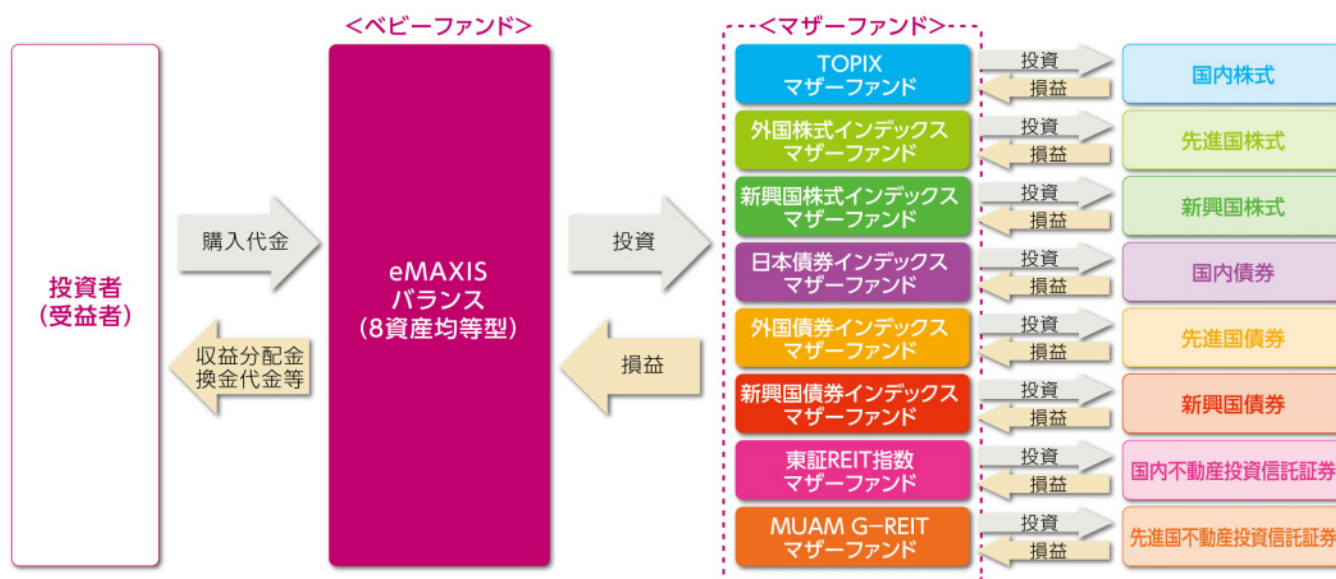 <ベビーファンド>
<マザーファンド>
投資者
(受益者)
購入代金
収益分配金
換金代金等
eMAXIS
バランス
(8資産均等型)
投資
損益
TOPIX
マザーファンド
投資
損益
国内株式
外国株式インデックス
マザーファンド
投資
損益
先進国株式
新興国株式インデックス
マザーファンド
投資
損益
新興国株式
日本債券インデックス
マザーファンド
投資
損益
国内債券
外国債券インデックス
マザーファンド
投資
損益
先進国債券
新興国債券インデックス
マザーファンド
投資
損益
新興国債券
東証REIT指数
マザーファンド
投資
損益
国内不動産投資信託証券
MUAM G-REIT
マザーファンド
投資
損益
先進国不動産投資信託証券